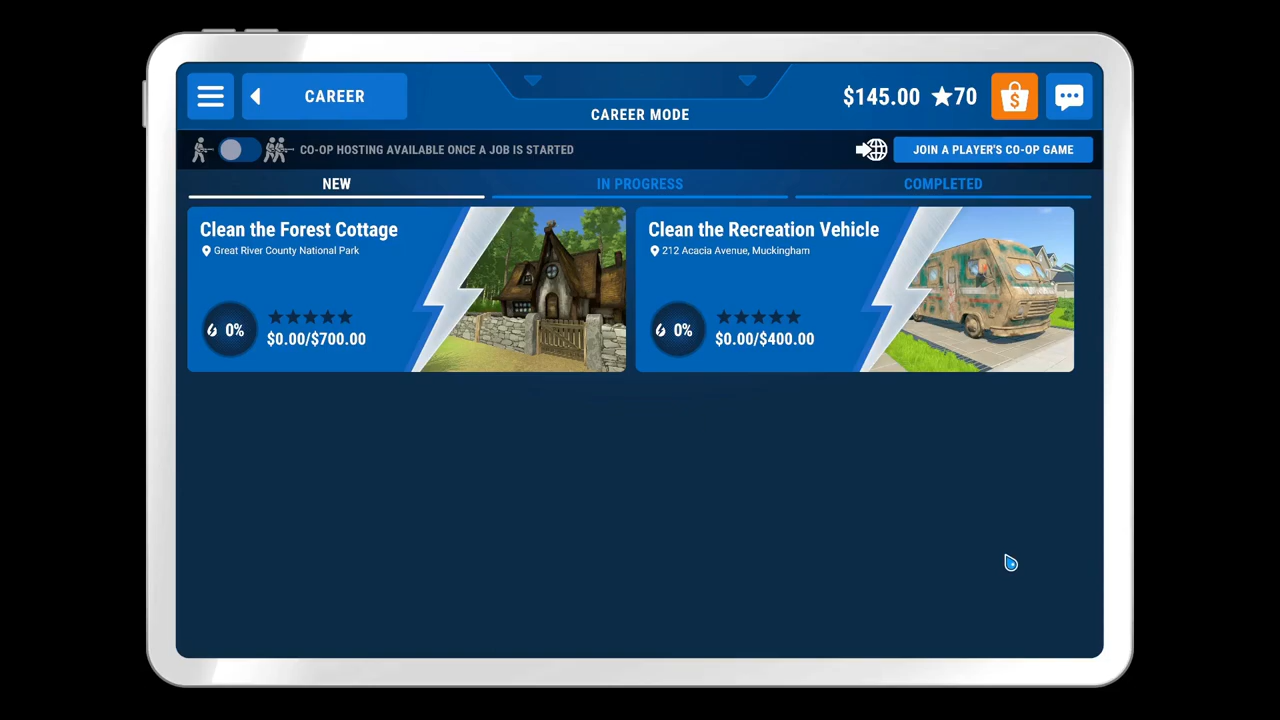 CAREER
CAREER MODE
$145.00 ★70
$
CO-OP HOSTING AVAILABLE ONCE A JOB IS STARTED
JOIN A PLAYER'S CO-OP GAME
NEW
IN PROGRESS
COMPLETED
Clean the Forest Cottage
Great River County National Park
0%
$0.00/$700.00
Clean the Recreation Vehicle
212 Acacia Avenue, Muckingham
0%
$0.00/$400.00